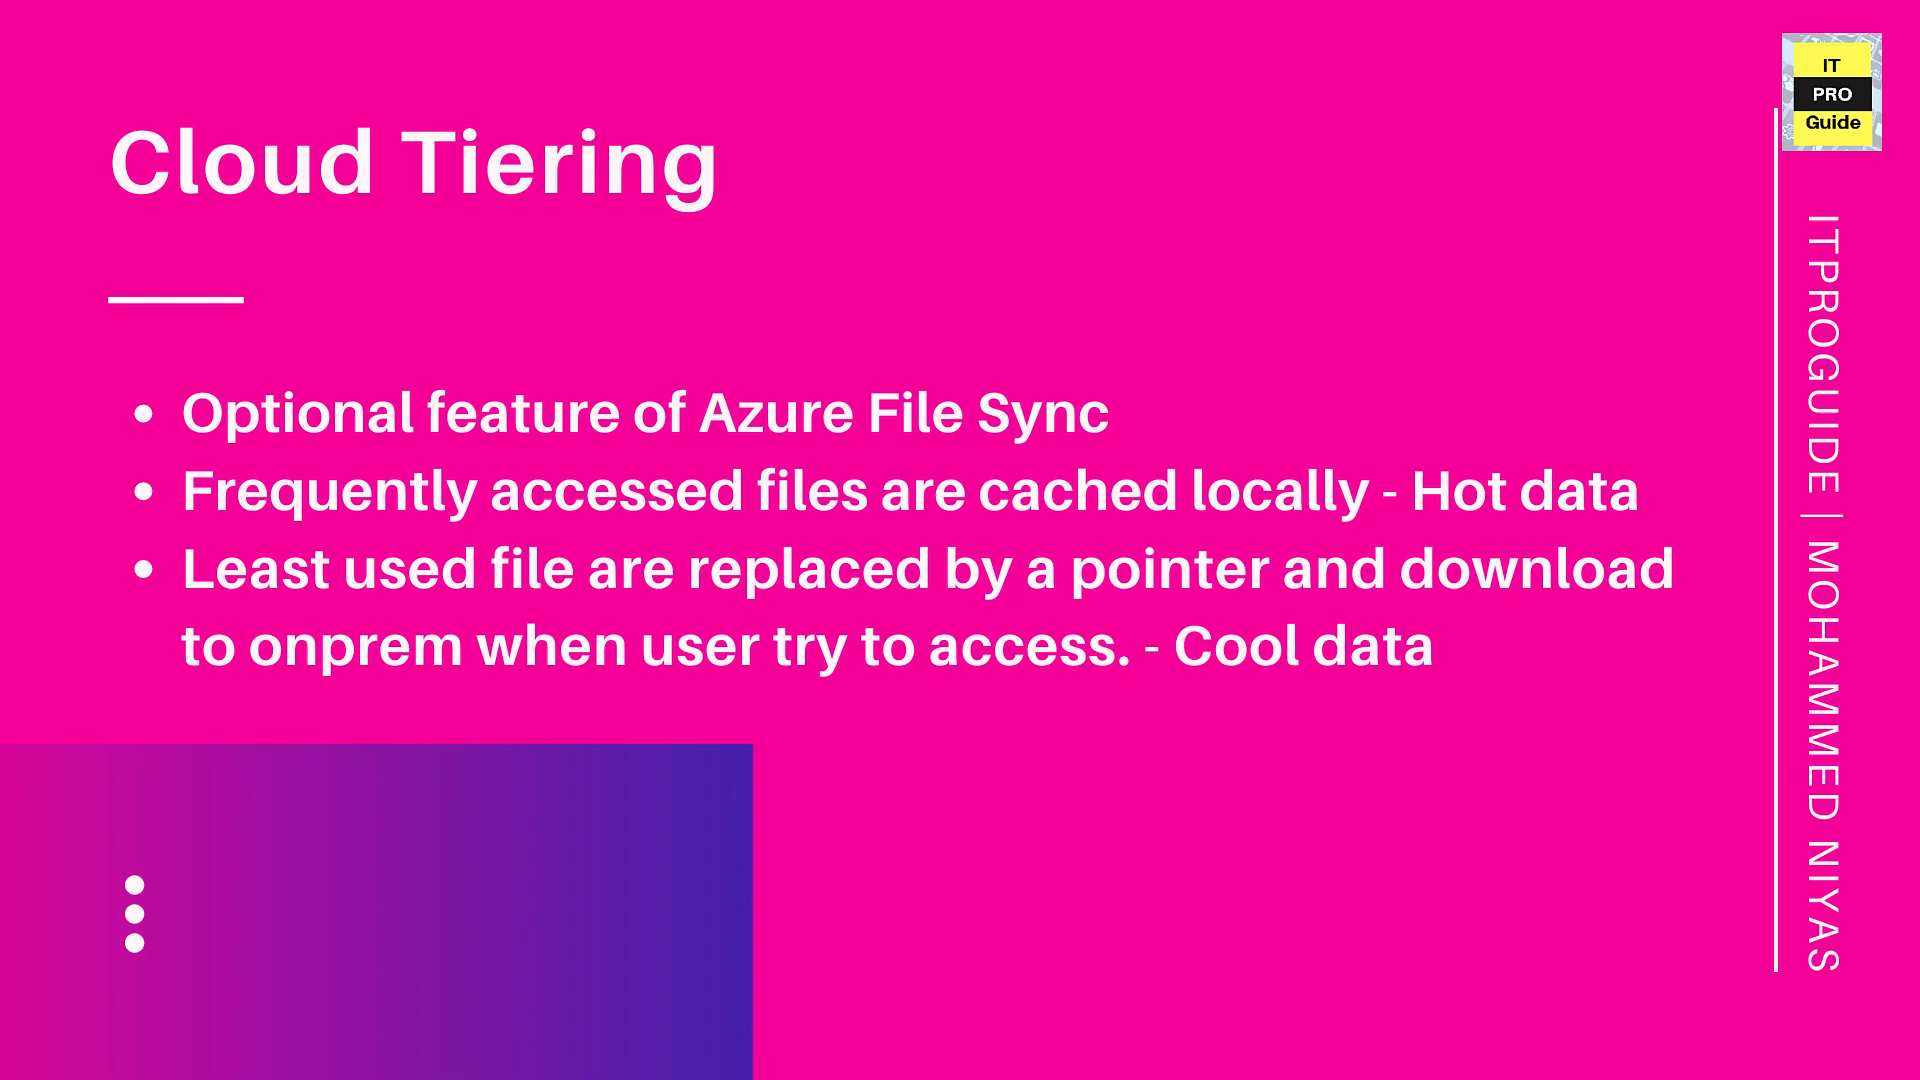 Cloud Tiering
• Optional feature of Azure File Sync
• Frequently accessed files are cached locally - Hot data
• Least used file are replaced by a pointer and download
to onprem when user try to access. - Cool data
IT
PRO
Guide
ITPROGUIDE | MOHAMMED NIYAS